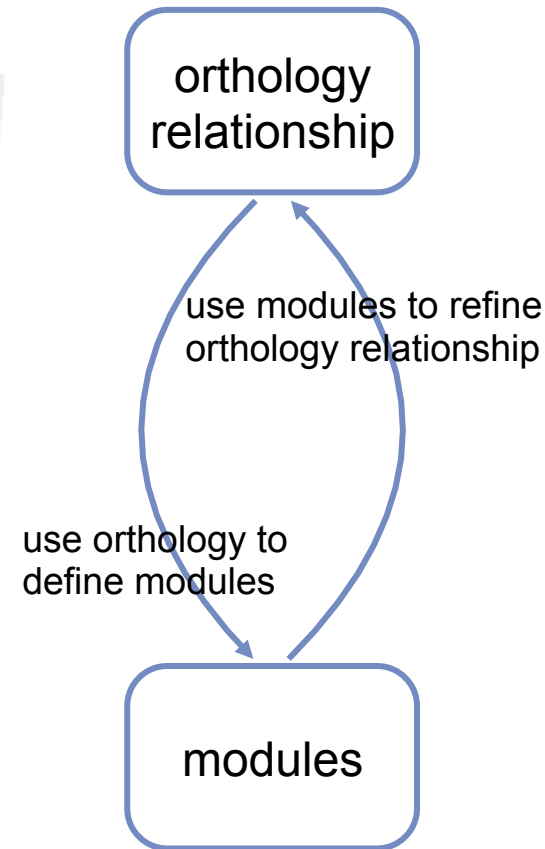 orthology
relationship
use modules to refine
orthology relationship
use orthology to
define modules
modules